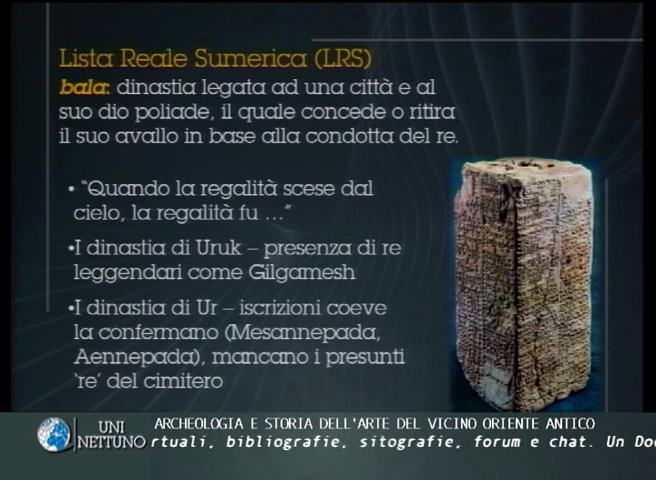 Lista Reale Sumerica (LRS)
bala: dinastia legata ad una città e al
suo dio poliade, il quale concede o ritira
il suo avallo in base alla condotta del re.
• “Quando la regalità scese dal
cielo, la regalità fu ...”
•I dinastia di Uruk – presenza di re
leggendari come Gilgamesh
•I dinastia di Ur – iscrizioni coeve
la confermano (Mesannepada,
Aennepada), mancano i presunti
‘re’ del cimitero
UNI
NETTUNO
ARCHEOLOGIA E STORIA DELL'ARTE DEL VICINO ORIENTE ANTICO
rtuali, bibliografie, sitografie, forum e chat. Un Doc